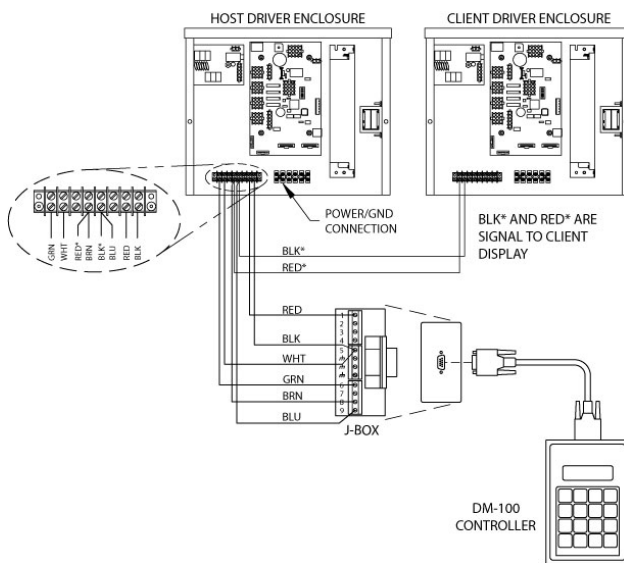 HOST DRIVER ENCLOSURE
CLIENT DRIVER ENCLOSURE
POWER/GND
CONNECTION
BLK* AND RED* ARE
SIGNAL TO CLIENT
DISPLAY
GRN
WHT
RED*
BRN
BLK*
BLU
RED
BLK
BLK*
RED*
RED
BLK
WHT
GRN
BRN
BLU
1
2
3
4
5
6
7
8
9
J-BOX
DM-100
CONTROLLER